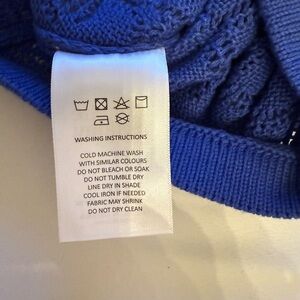 WASHING INSTRUCTIONS
COLD MACHINE WASH
WITH SIMILAR COLOURS
DO NOT BLEACH OR SOAK
DO NOT TUMBLE DRY
LINE DRY IN SHADE
COOL IRON IF NEEDED
FABRIC MAY SHRINK
DO NOT DRY CLEAN